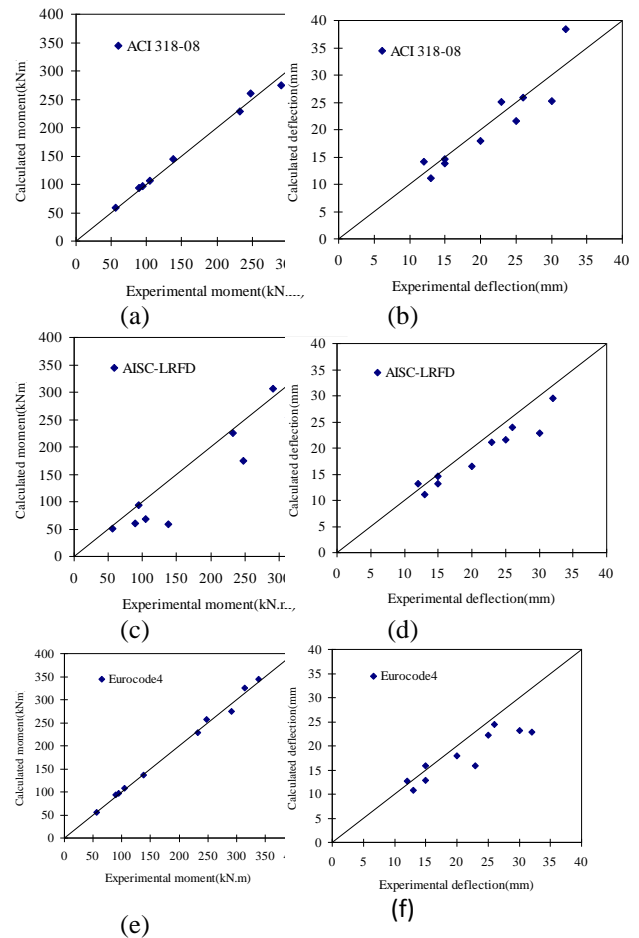 ACI 318-08
Calculated moment(kNm
400
350
300
250
200
150
100
50
0
0 50 100 150 200 250
Experimental moment(kN
(a)
ACI 318-08
Calculated deflection(mm
40
35
30
25
20
15
10
5
0
0 5 10 15 20 25 30 35 40
Experimental deflection(mm)
(b)
AISC-LRFD
Calculated moment(kNm
400
350
300
250
200
150
100
50
0
0 50 100 150 200 250 300
Experimental moment(kN
(c)
AISC-LRFD
Calculated deflection(mm
40
35
30
25
20
15
10
5
0
0 5 10 15 20 25 30 35 40
Experimental deflection(mm)
(d)
Eurocode4
Calculated moment(kNm
400
350
300
250
200
150
100
50
0
0 50 100 150 200 250 300 350
Experimental moment(kN.m)
(e)
Eurocode4
Calculated deflection(mm
40
35
30
25
20
15
10
5
0
0 5 10 15 20 25 30 35 40
Experimental deflection(mm)
(f)